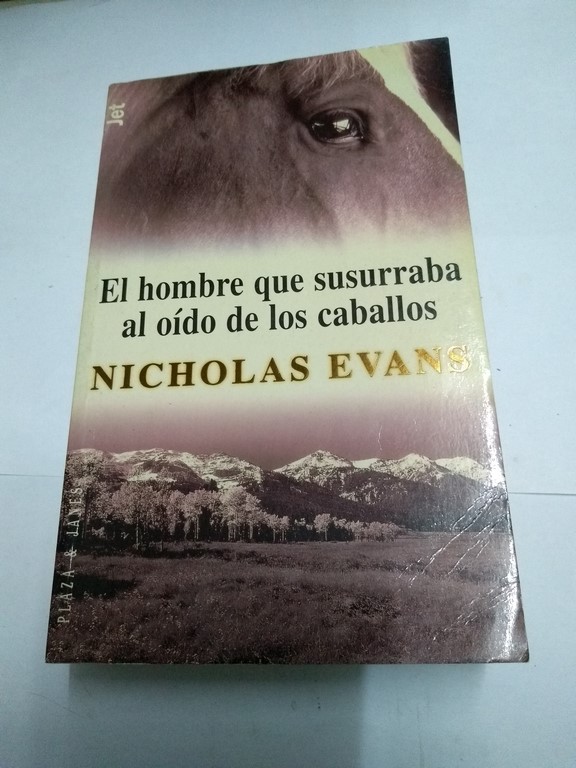 Jet
El hombre que susurraba
al oído de los caballos
NICHOLAS EVANS
PLAZA & JANES